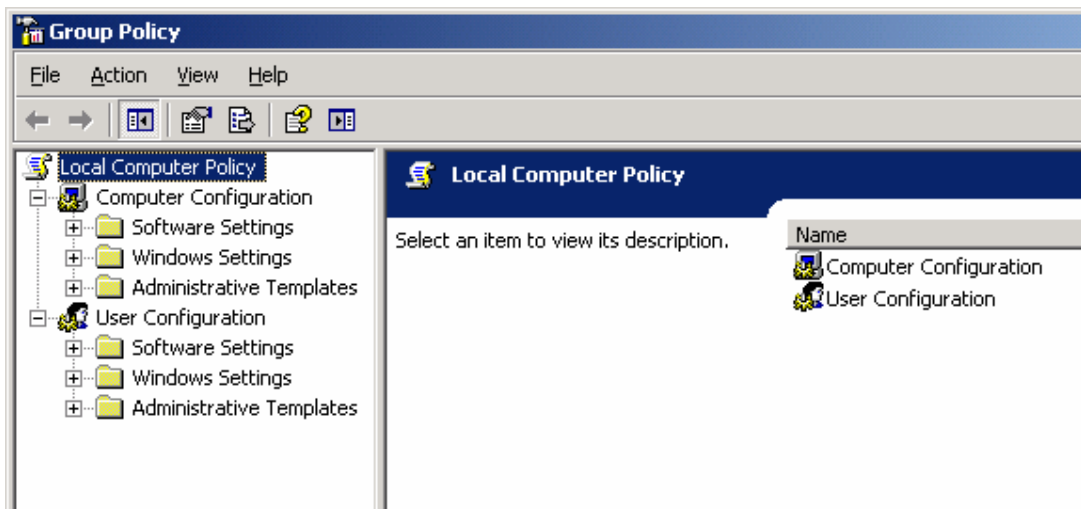 Group Policy
File Action View Help
Local Computer Policy
Computer Configuration
Software Settings
Windows Settings
Administrative Templates
User Configuration
Software Settings
Windows Settings
Administrative Templates
Local Computer Policy
Select an item to view its description.
Name
Computer Configuration
User Configuration